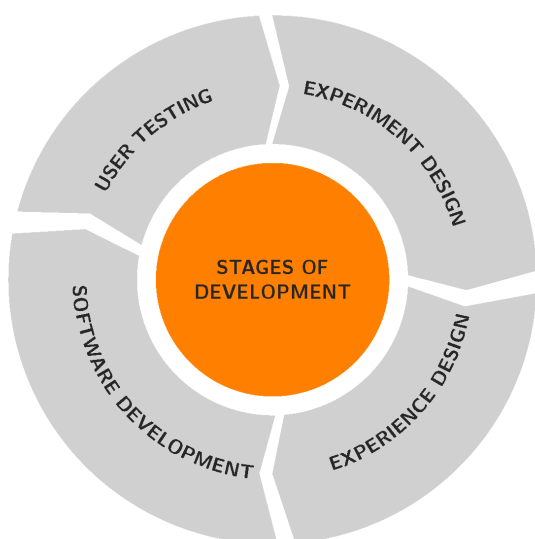 STAGES OF
DEVELOPMENT
EXPERIMENT DESIGN
EXPERIENCE DESIGN
SOFTWARE DEVELOPMENT
USER TESTING